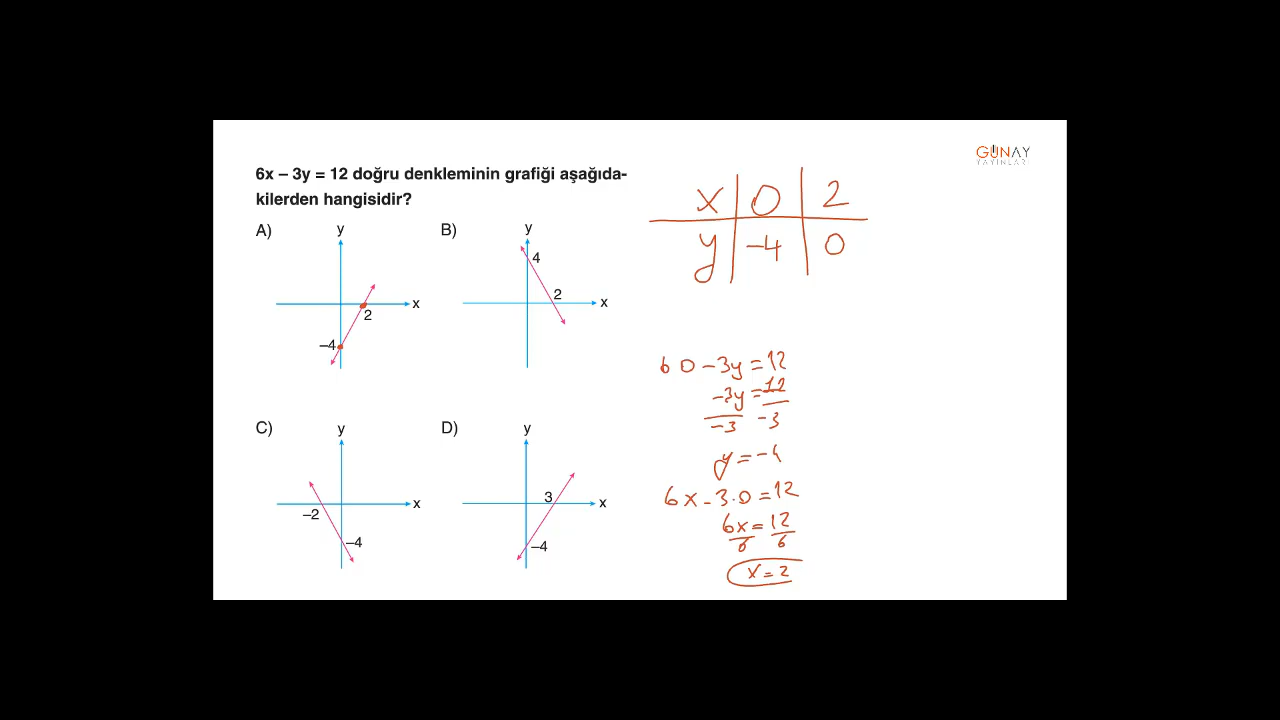 GÜNAY
YAYINLARI
6x – 3y = 12 doğru denkleminin grafiği aşağıda-
kilerden hangisidir?
A)
y
x
2
–4
B)
y
4
2
x
C)
y
x
–2
–4
D)
y
3
x
–4
x 0 2
y -4 0
6 0 - 3y = 12
-3y = 12
-3 -3
y = -4
6x - 3.0 = 12
6x = 12
6 6
x = 2